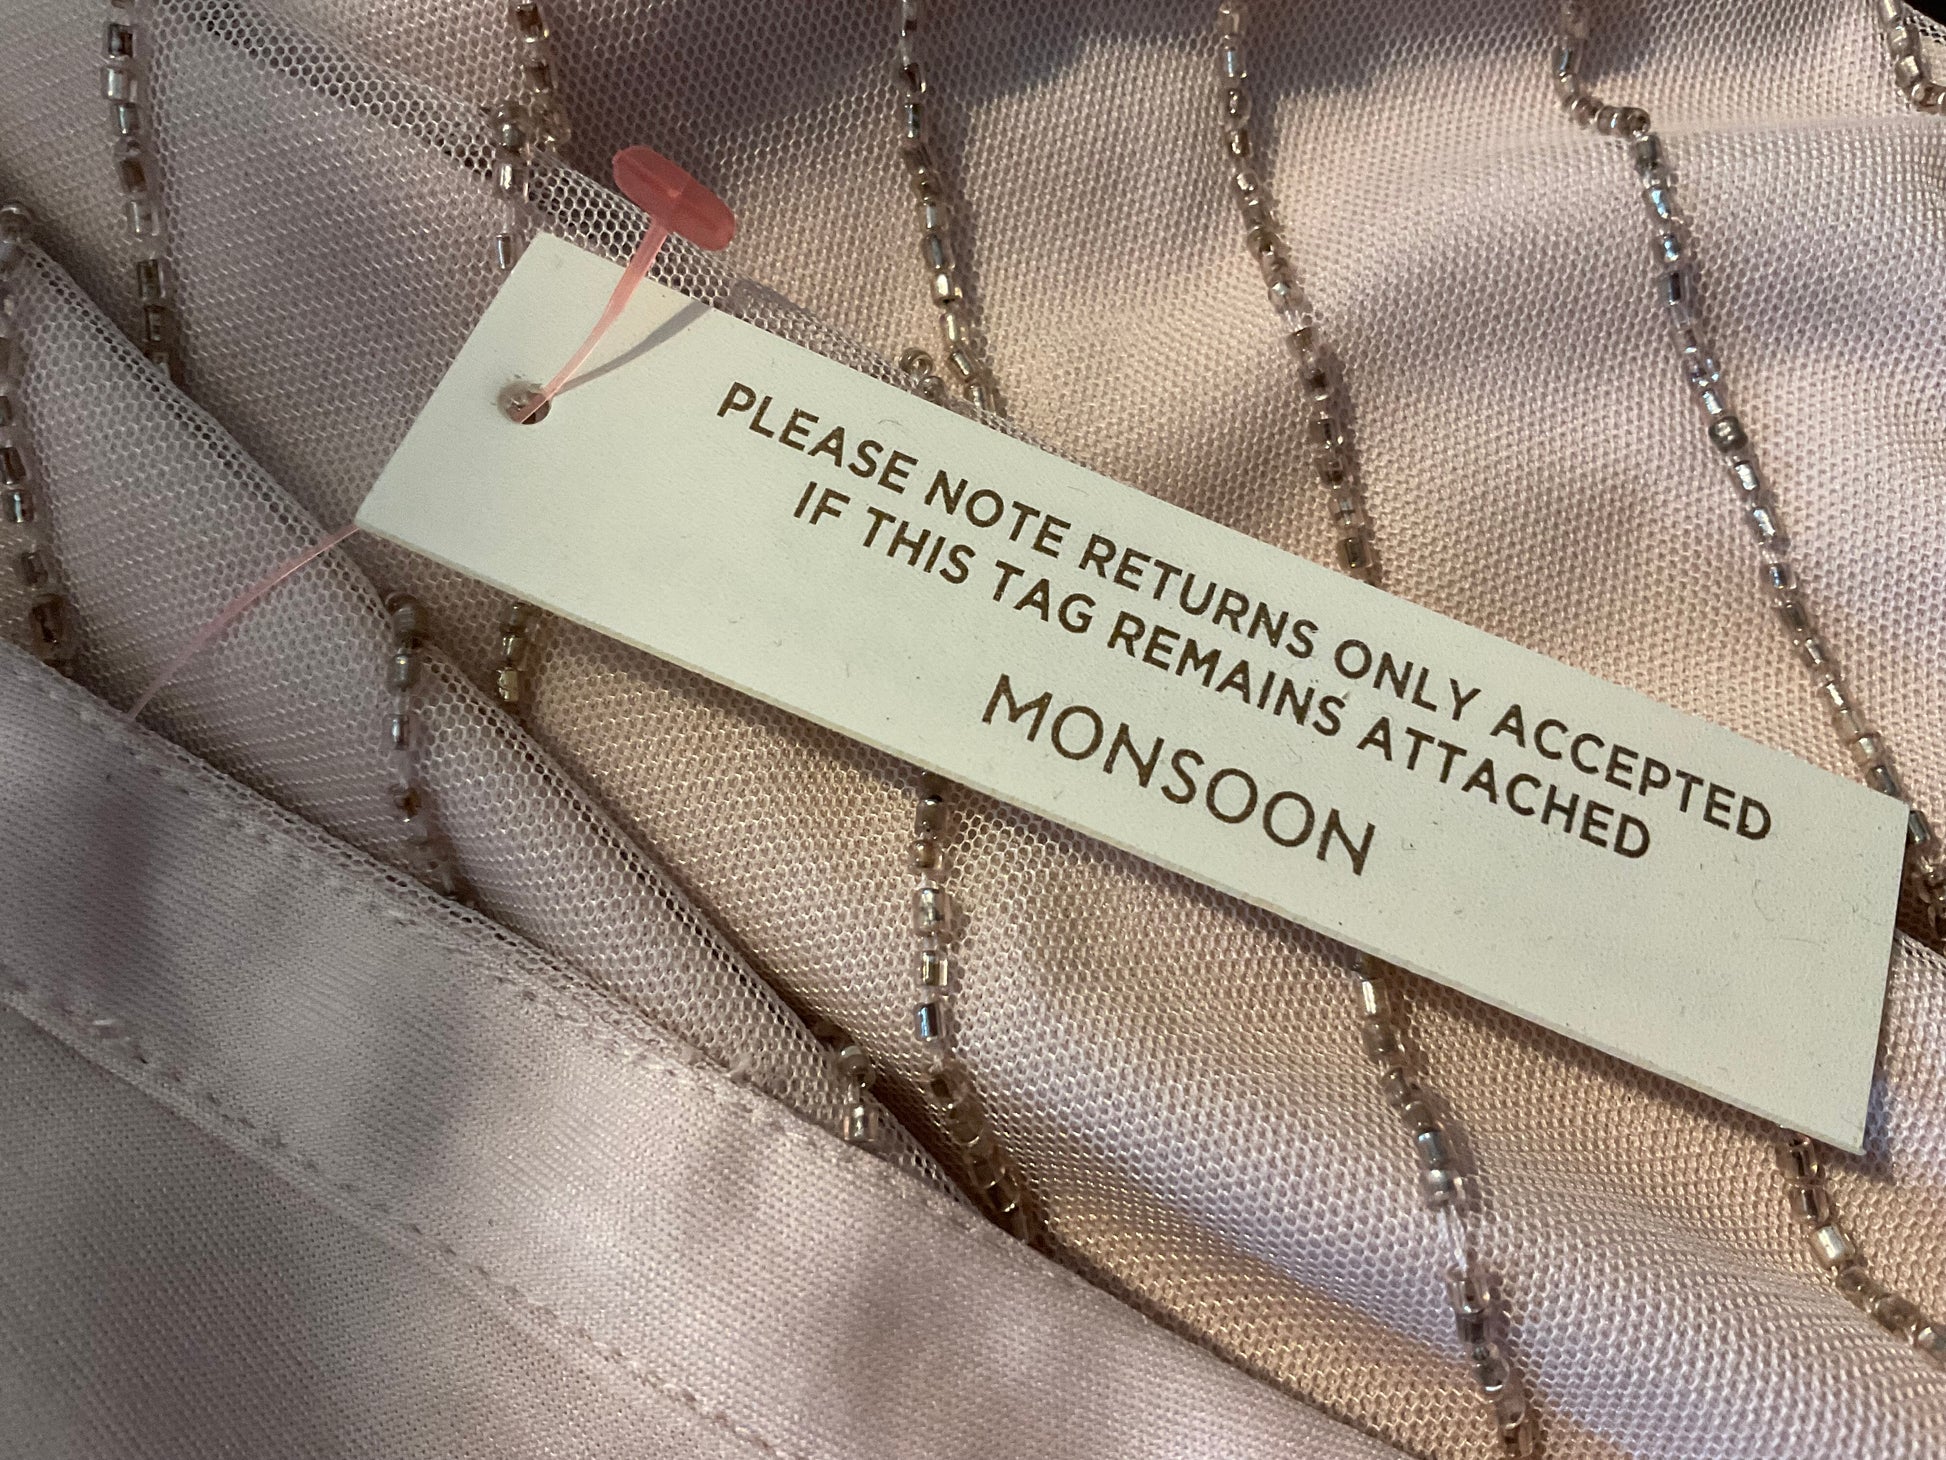 PLEASE NOTE RETURNS ONLY ACCEPTED
IF THIS TAG REMAINS ATTACHED
MONSOON